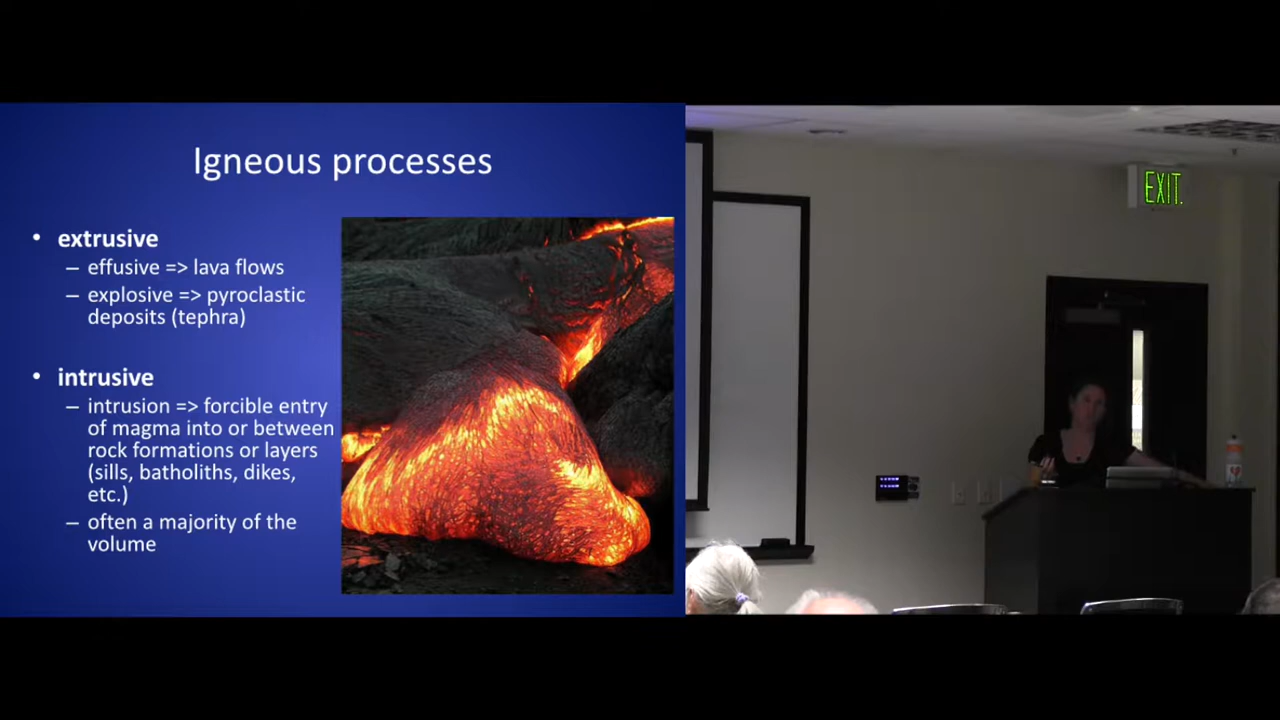 Igneous processes
• extrusive
– effusive => lava flows
– explosive => pyroclastic
deposits (tephra)
• intrusive
– intrusion => forcible entry
of magma into or between
rock formations or layers
(sills, batholiths, dikes,
etc.)
– often a majority of the
volume
EXIT